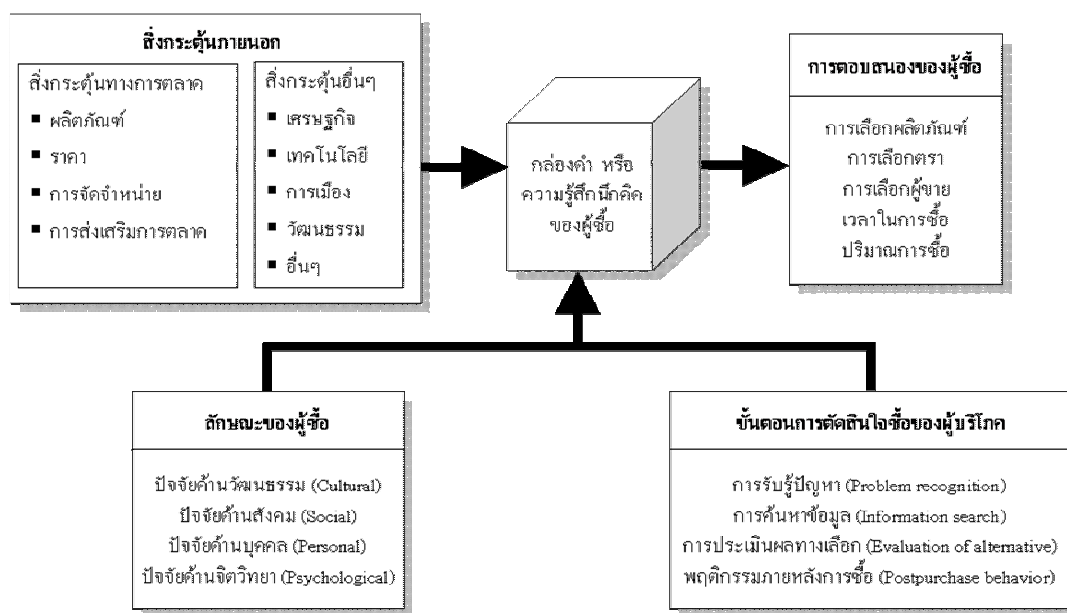 สิ่งกระตุ้นภายนอก
สิ่งกระตุ้นทางการตลาด
▪ ผลิตภัณฑ์
▪ ราคา
▪ การจัดจำหน่าย
▪ การส่งเสริมการตลาด
สิ่งกระตุ้นอื่นๆ
▪ เศรษฐกิจ
▪ เทคโนโลยี
▪ การเมือง
▪ วัฒนธรรม
▪ อื่นๆ
กล่องดำ หรือ
ความรู้สึกนึกคิด
ของผู้ซื้อ
การตอบสนองของผู้ซื้อ
การเลือกผลิตภัณฑ์
การเลือกตรา
การเลือกผู้ขาย
เวลาในการซื้อ
ปริมาณการซื้อ
ลักษณะของผู้ซื้อ
ปัจจัยด้านวัฒนธรรม (Cultural)
ปัจจัยด้านสังคม (Social)
ปัจจัยด้านบุคคล (Personal)
ปัจจัยด้านจิตวิทยา (Psychological)
ขั้นตอนการตัดสินใจซื้อของผู้บริโภค
การรับรู้ปัญหา (Problem recognition)
การค้นหาข้อมูล (Information search)
การประเมินผลทางเลือก (Evaluation of alternative)
พฤติกรรมภายหลังการซื้อ (Postpurchase behavior)